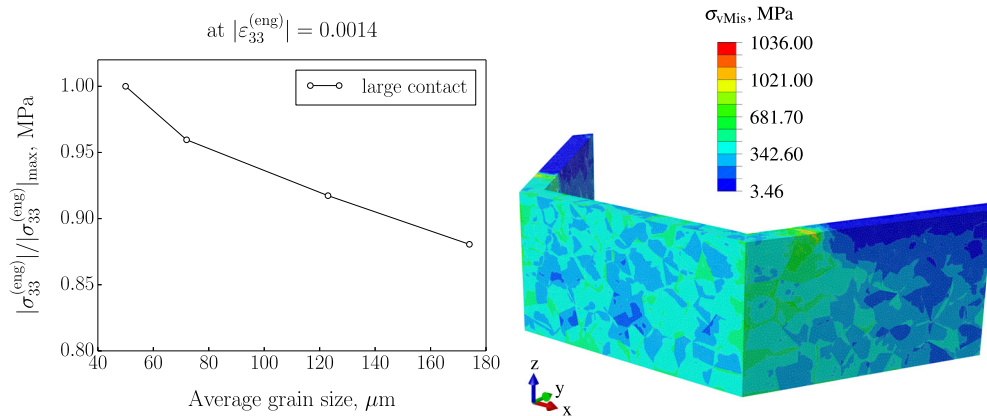 at |ε₃₃⁽ᵉⁿᵍ⁾| = 0.0014
large contact
|σ₃₃⁽ᵉⁿᵍ⁾|/|σ₃₃⁽ᵉⁿᵍ⁾|max, MPa
1.00
0.95
0.90
0.85
0.80
40 60 80 100 120 140 160 180
Average grain size, μm
σvMis, MPa
1036.00
1021.00
681.70
342.60
3.46
z
y
x